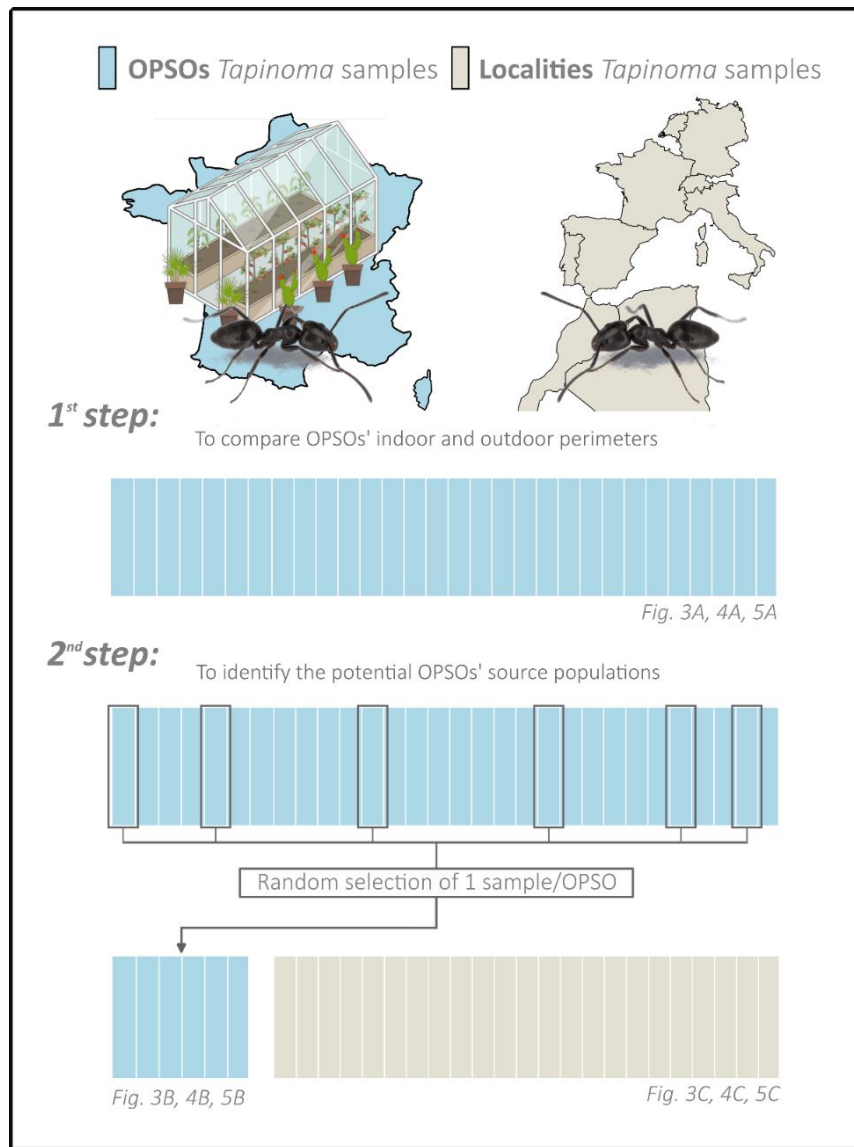 OPSOs Tapinoma samples
Localities Tapinoma samples
1st step:
To compare OPSOs' indoor and outdoor perimeters
Fig. 3A, 4A, 5A
2nd step:
To identify the potential OPSOs' source populations
Random selection of 1 sample/OPSO
Fig. 3B, 4B, 5B
Fig. 3C, 4C, 5C